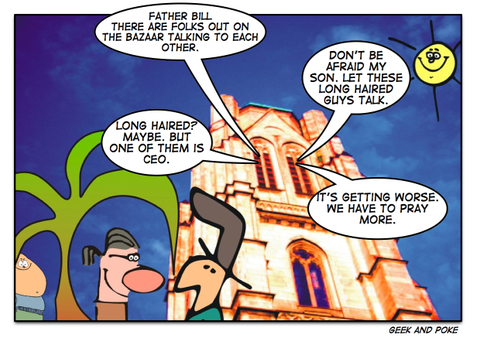 FATHER BILL
THERE ARE FOLKS OUT ON
THE BAZAAR TALKING TO EACH
OTHER.
DON'T BE
AFRAID MY
SON. LET THESE
LONG HAIRED
GUYS TALK.
LONG HAIRED?
MAYBE. BUT
ONE OF THEM IS
CEO.
IT'S GETTING WORSE.
WE HAVE TO PRAY
MORE.
GEEK AND POKE